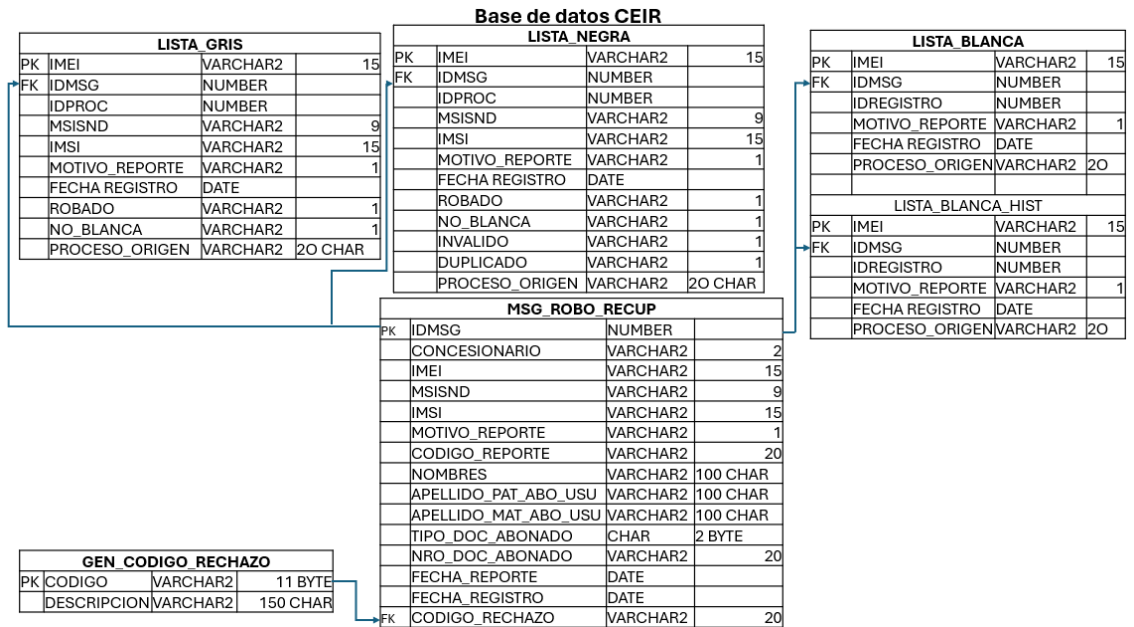 Base de datos CEIR
LISTA_GRIS
PK IMEI VARCHAR2 15
FK IDMSG NUMBER
IDPROC NUMBER
MSISND VARCHAR2 9
IMSI VARCHAR2 15
MOTIVO_REPORTE VARCHAR2 1
FECHA REGISTRO DATE
ROBADO VARCHAR2 1
NO_BLANCA VARCHAR2 1
PROCESO_ORIGEN VARCHAR2 2O CHAR
LISTA_NEGRA
PK IMEI VARCHAR2 15
FK IDMSG NUMBER
IDPROC NUMBER
MSISND VARCHAR2 9
IMSI VARCHAR2 15
MOTIVO_REPORTE VARCHAR2 1
FECHA REGISTRO DATE
ROBADO VARCHAR2 1
NO_BLANCA VARCHAR2 1
INVALIDO VARCHAR2 1
DUPLICADO VARCHAR2 1
PROCESO_ORIGEN VARCHAR2 2O CHAR
LISTA_BLANCA
PK IMEI VARCHAR2 15
FK IDMSG NUMBER
IDREGISTRO NUMBER
MOTIVO_REPORTE VARCHAR2 1
FECHA REGISTRO DATE
PROCESO_ORIGEN VARCHAR2 2O
LISTA_BLANCA_HIST
PK IMEI VARCHAR2 15
FK IDMSG NUMBER
IDREGISTRO NUMBER
MOTIVO_REPORTE VARCHAR2 1
FECHA REGISTRO DATE
PROCESO_ORIGEN VARCHAR2 2O
MSG_ROBO_RECUP
PK IDMSG NUMBER
CONCESIONARIO VARCHAR2 2
IMEI VARCHAR2 15
MSISND VARCHAR2 9
IMSI VARCHAR2 15
MOTIVO_REPORTE VARCHAR2 1
CODIGO_REPORTE VARCHAR2 20
NOMBRES VARCHAR2 100 CHAR
APELLIDO_PAT_ABO_USU VARCHAR2 100 CHAR
APELLIDO_MAT_ABO_USU VARCHAR2 100 CHAR
TIPO_DOC_ABONADO CHAR 2 BYTE
NRO_DOC_ABONADO VARCHAR2 20
FECHA_REPORTE DATE
FECHA_REGISTRO DATE
FK CODIGO_RECHAZO VARCHAR2 20
GEN_CODIGO_RECHAZO
PK CODIGO VARCHAR2 11 BYTE
DESCRIPCION VARCHAR2 150 CHAR